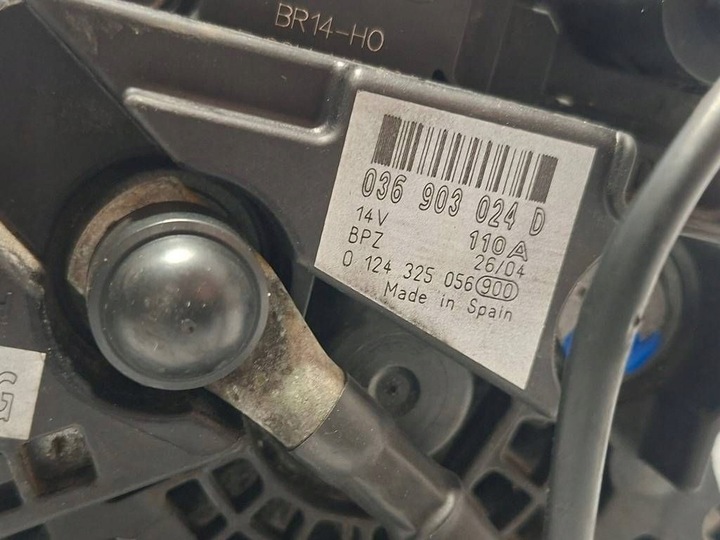 BR14-HO
036 903 024 D
14V 110A
BPZ 26/04
0 124 325 056 900
Made in Spain
G